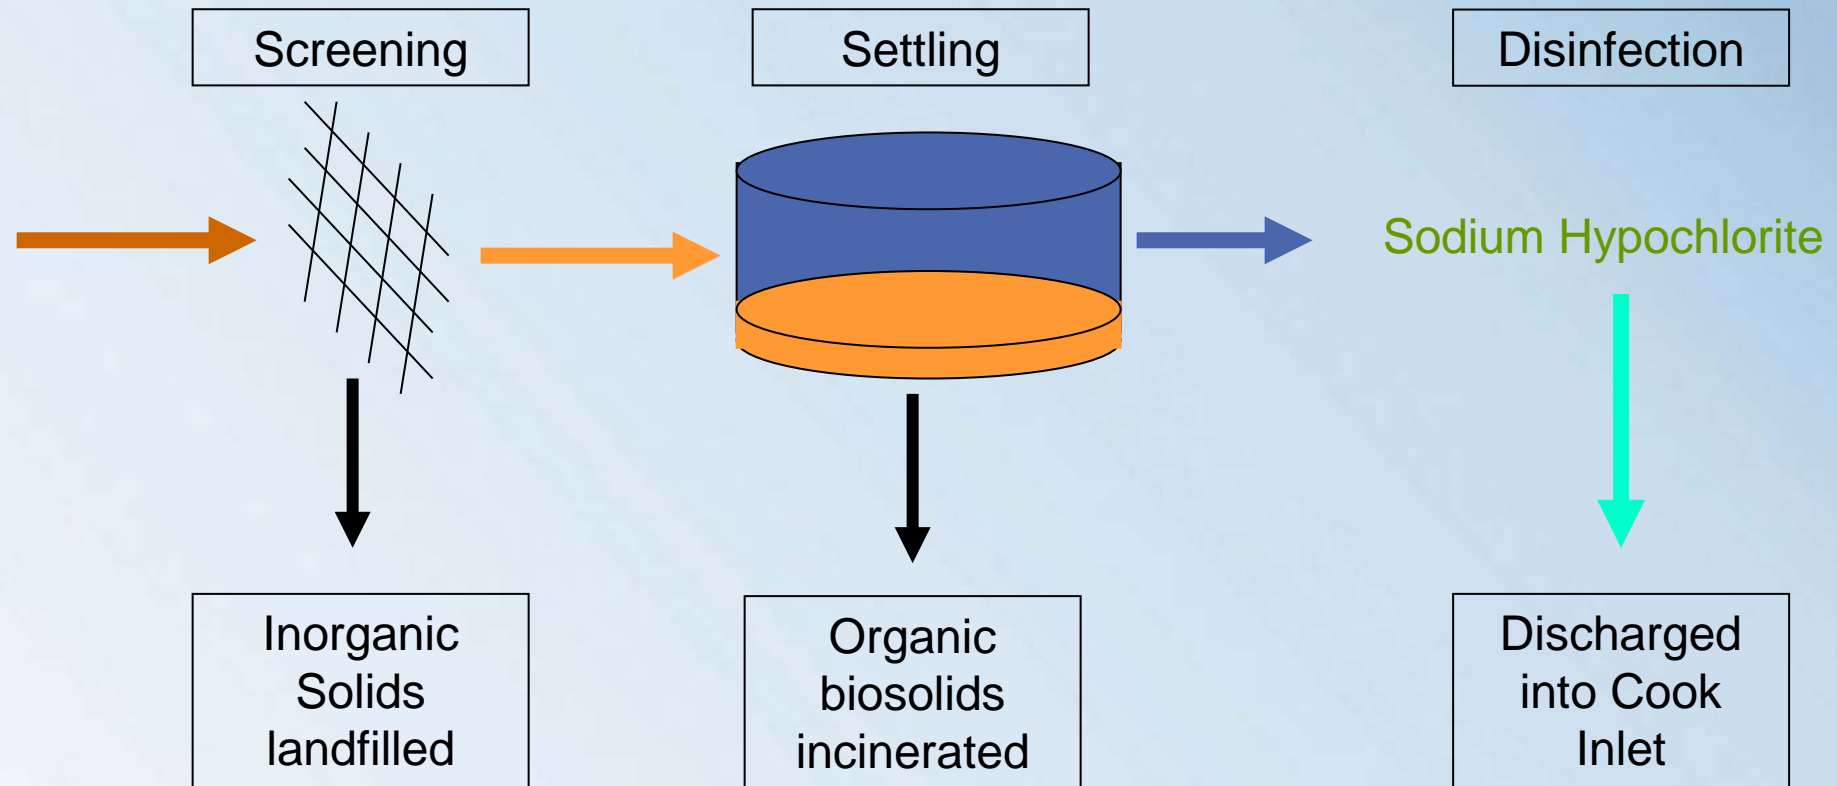 Screening
Settling
Disinfection
Sodium Hypochlorite
Inorganic
Solids
landfilled
Organic
biosolids
incinerated
Discharged
into Cook
Inlet